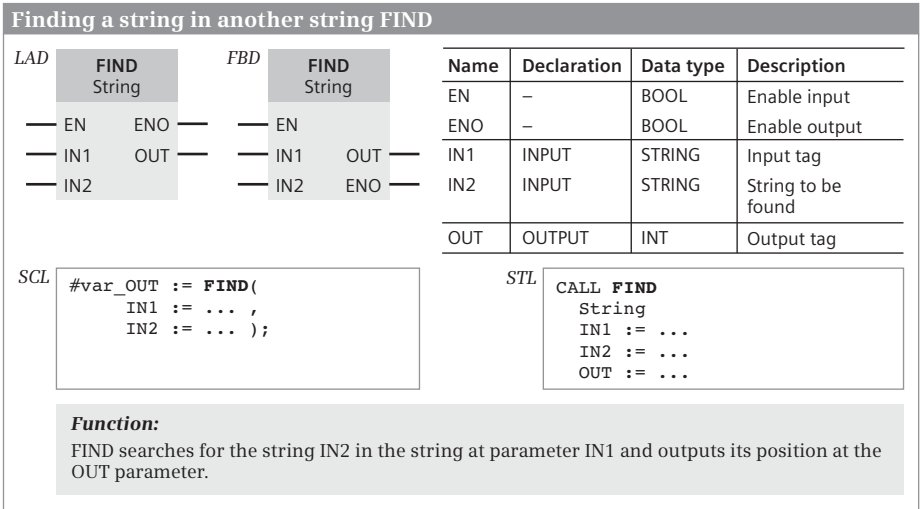 Finding a string in another string FIND
LAD
FIND
String
EN ENO
IN1 OUT
IN2
FBD
FIND
String
EN
IN1 OUT
IN2 ENO
Name Declaration Data type Description
EN – BOOL Enable input
ENO – BOOL Enable output
IN1 INPUT STRING Input tag
IN2 INPUT STRING String to be
found
OUT OUTPUT INT Output tag
SCL
#var_OUT := FIND(
IN1 := ... ,
IN2 := ... );
STL
CALL FIND
String
IN1 := ...
IN2 := ...
OUT := ...
Function:
FIND searches for the string IN2 in the string at parameter IN1 and outputs its position at the
OUT parameter.